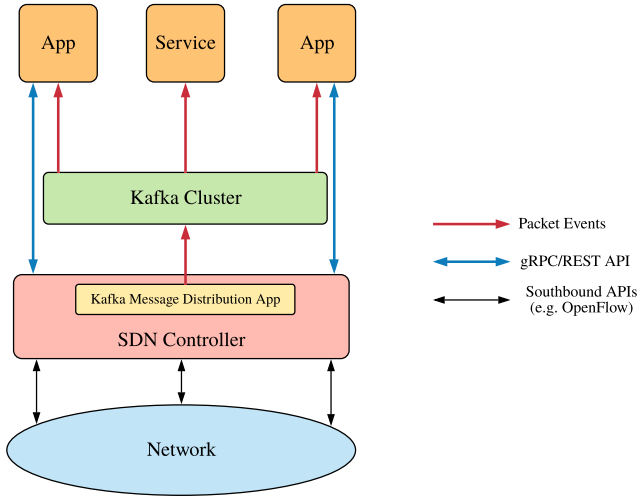 App
Service
App
Kafka Cluster
Packet Events
gRPC/REST API
Kafka Message Distribution App
Southbound APIs
(e.g. OpenFlow)
SDN Controller
Network